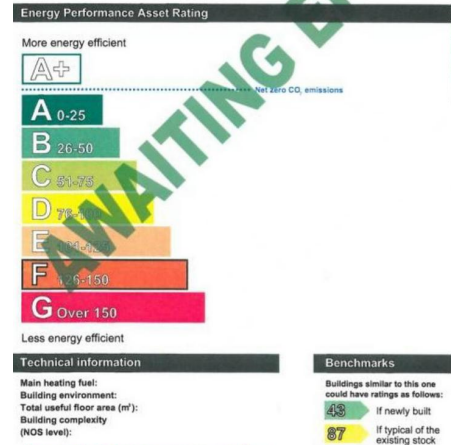 Energy Performance Asset Rating
More energy efficient
A+
Net zero CO₂ emissions
A 0-25
B 26-50
C 51-75
D 76-100
E 101-125
F 126-150
G Over 150
Less energy efficient
AWAITING E
Technical information
Main heating fuel:
Building environment:
Total useful floor area (m²):
Building complexity
(NOS level):
Benchmarks
Buildings similar to this one
could have ratings as follows:
43 If newly built
87 If typical of the
existing stock